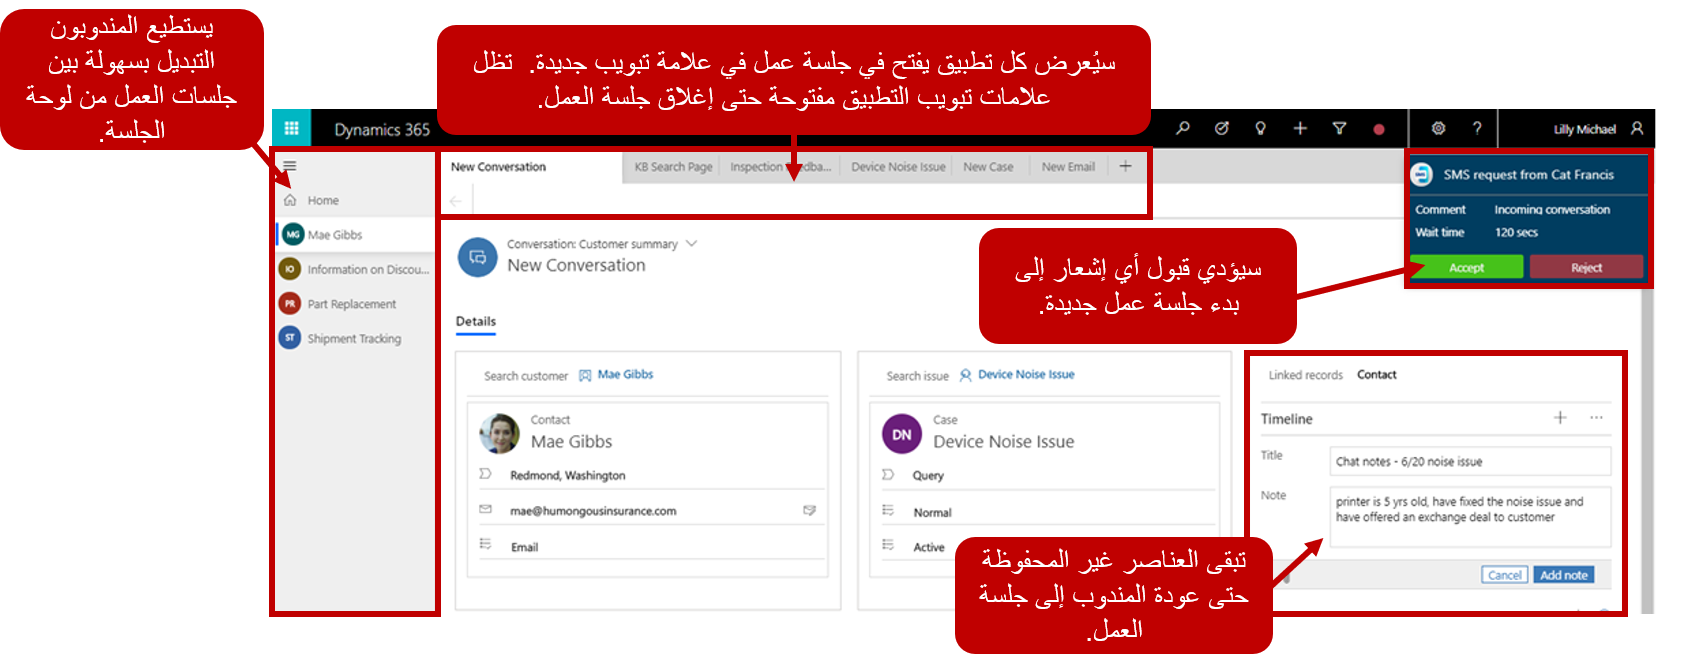 يستطيع المندوبون
التبديل بسهولة بين
جلسات العمل من لوحة
الجلسة.
سيُعرض كل تطبيق يفتح في جلسة عمل في علامة تبويب جديدة. تظل
علامات تبويب التطبيق مفتوحة حتى إغلاق جلسة العمل.
Dynamics 365
Lilly Michael
New Conversation
KB Search Page
Device Noise Issue
New Case
New Email
Home
Mae Gibbs
Information on Discou...
Part Replacement
Shipment Tracking
MG
IO
PR
ST
SMS request from Cat Francis
Comment Incoming conversation
Wait time 120 secs
Accept Reject
سيؤدي قبول أي إشعار إلى
بدء جلسة عمل جديدة.
Conversation: Customer summary
New Conversation
Details
Search customer Mae Gibbs
Contact
Mae Gibbs
Redmond, Washington
mae@humongousinsurance.com
Email
Search issue Device Noise Issue
DN
Case
Device Noise Issue
Query
Normal
Active
Linked records Contact
Timeline
Title Chat notes - 6/20 noise issue
Note printer is 5 yrs old, have fixed the noise issue and
have offered an exchange deal to customer
Cancel Add note
تبقى العناصر غير المحفوظة
حتى عودة المندوب إلى جلسة
العمل.